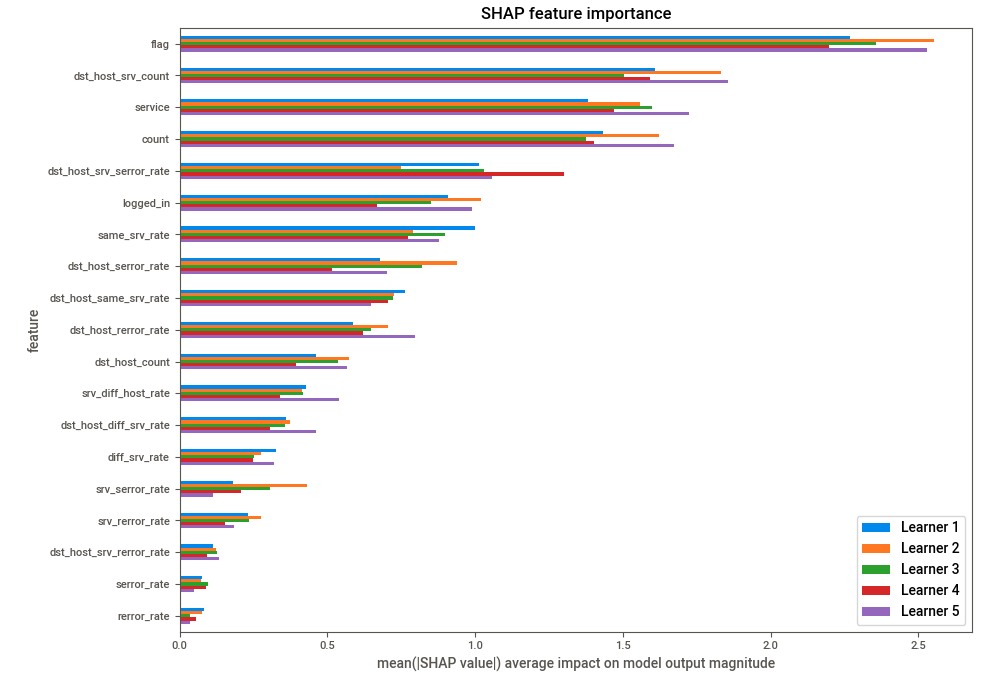 SHAP feature importance
flag
dst_host_srv_count
service
count
dst_host_srv_serror_rate
logged_in
same_srv_rate
dst_host_serror_rate
dst_host_same_srv_rate
dst_host_rerror_rate
dst_host_count
srv_diff_host_rate
dst_host_diff_srv_rate
diff_srv_rate
srv_serror_rate
srv_rerror_rate
dst_host_srv_rerror_rate
serror_rate
rerror_rate
feature
Learner 1
Learner 2
Learner 3
Learner 4
Learner 5
0.0 0.5 1.0 1.5 2.0 2.5
mean(|SHAP value|) average impact on model output magnitude